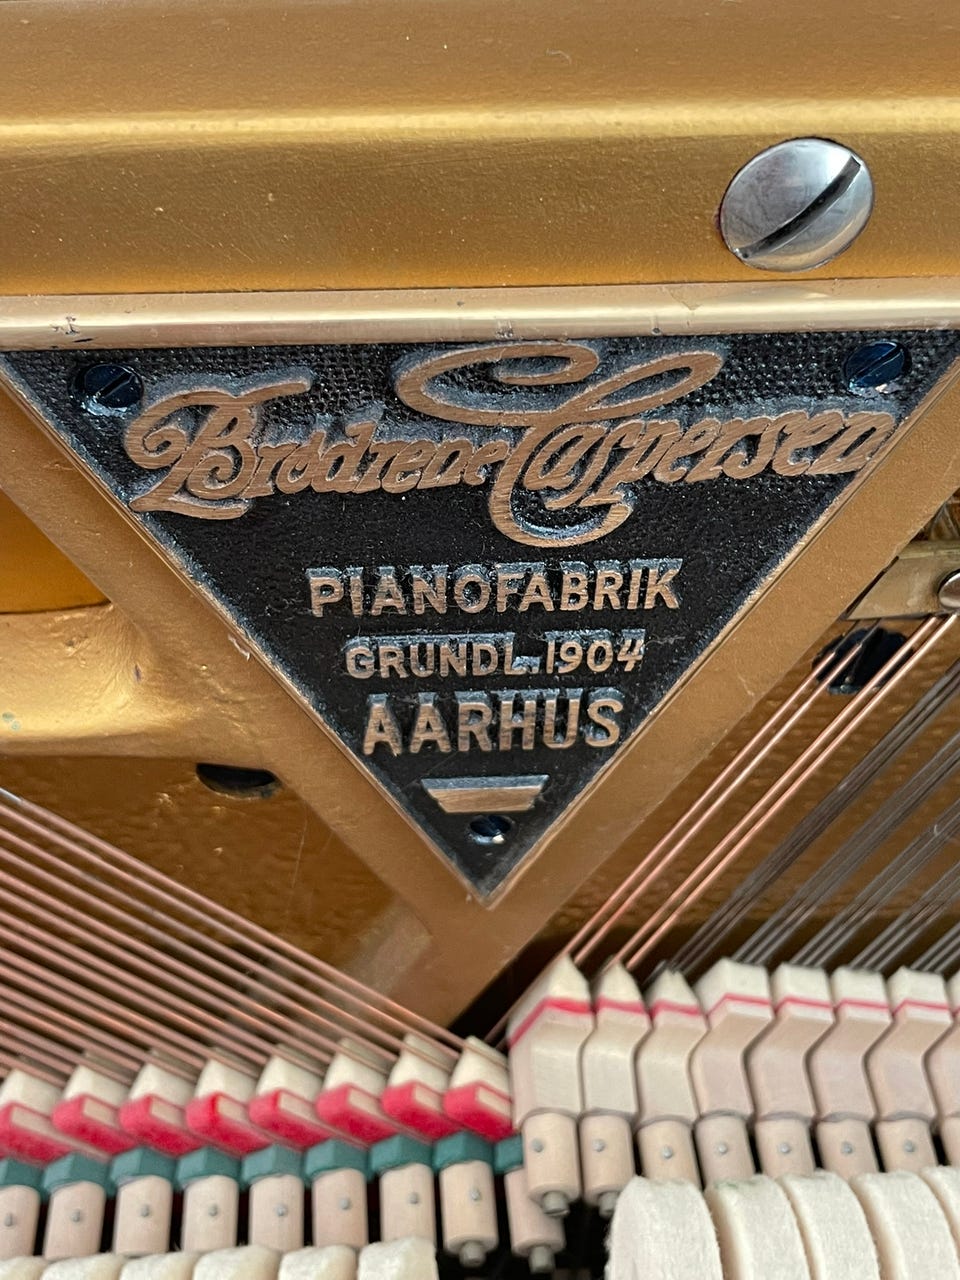 Brødrene Caspersen
PIANOFABRIK
GRUNDL. 1904
AARHUS